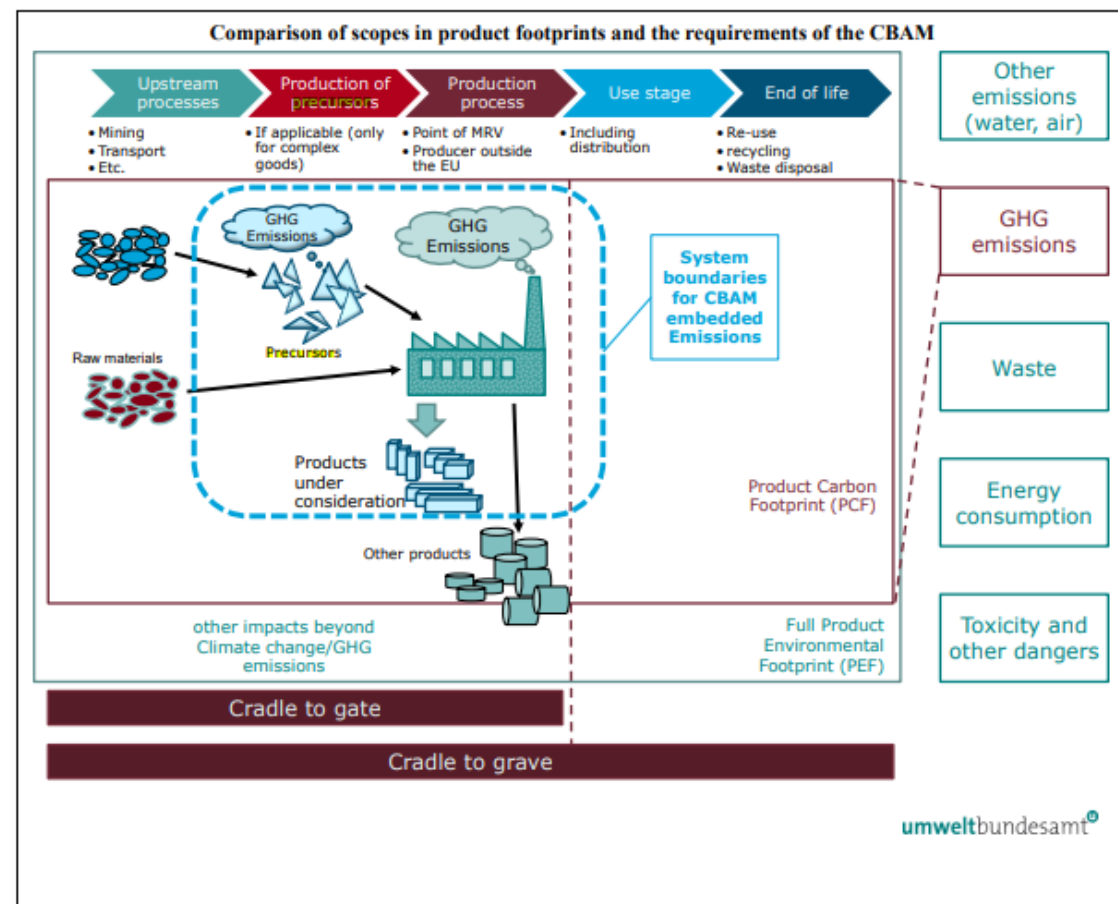 Comparison of scopes in product footprints and the requirements of the CBAM
Upstream
processes
Production of
precursors
Production
process
Use stage
End of life
• Mining
• Transport
• Etc.
• If applicable (only
for complex
goods)
• Point of MRV
• Producer outside
the EU
• Including
distribution
• Re-use
• recycling
• Waste disposal
Other
emissions
(water, air)
GHG
emissions
Waste
Energy
consumption
Toxicity and
other dangers
GHG
Emissions
GHG
Emissions
System
boundaries
for CBAM
embedded
Emissions
Precursors
Raw materials
Products
under
consideration
Other products
Product Carbon
Footprint (PCF)
other impacts beyond
Climate change/GHG
emissions
Full Product
Environmental
Footprint (PEF)
Cradle to gate
Cradle to grave
umweltbundesamt